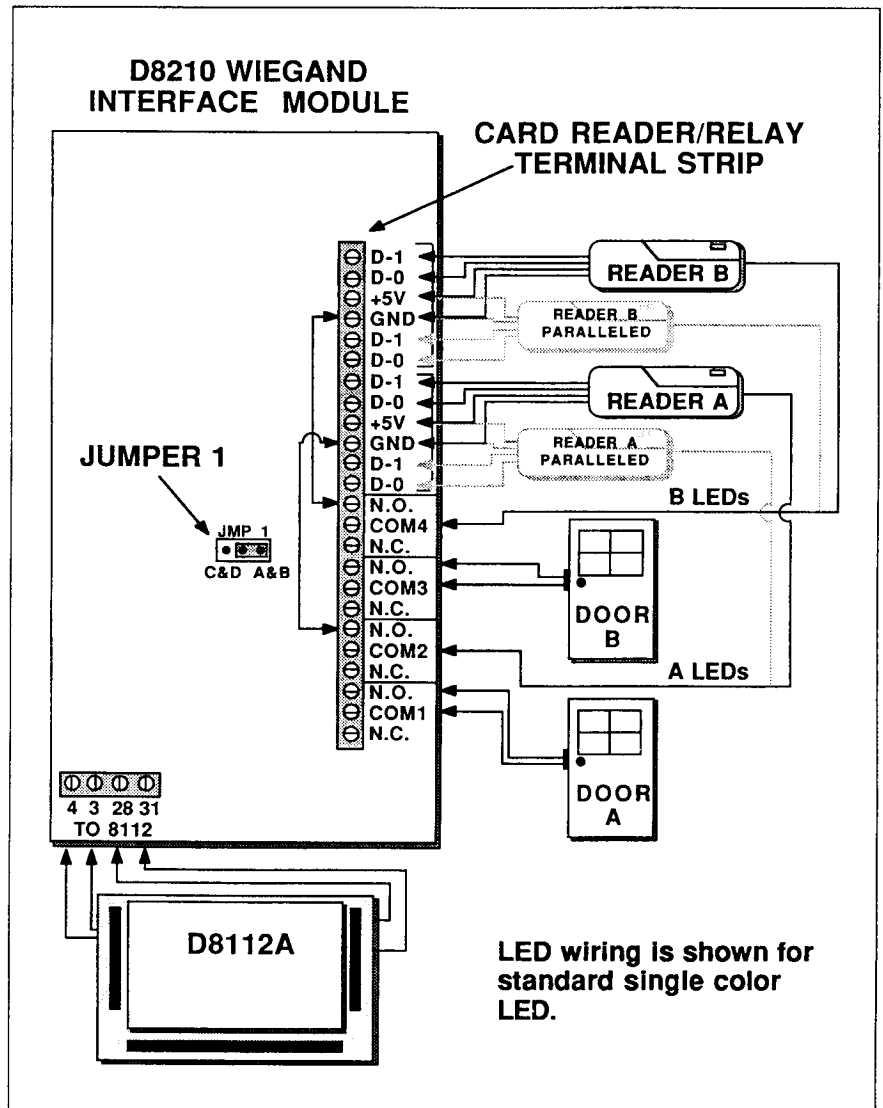 D8210 WIEGAND
INTERFACE MODULE
CARD READER/RELAY
TERMINAL STRIP
D-1
D-0
+5V
GND
D-1
D-0
D-1
D-0
+5V
GND
D-1
D-0
N.O.
COM4
N.C.
N.O.
COM3
N.C.
N.O.
COM2
N.C.
N.O.
COM1
N.C.
READER B
READER B
PARALLELED
READER A
READER A
PARALLELED
B LEDs
DOOR
B
A LEDs
DOOR
A
JUMPER 1
JMP 1
C&D A&B
4 3 28 31
TO 8112
D8112A
LED wiring is shown for
standard single color
LED.